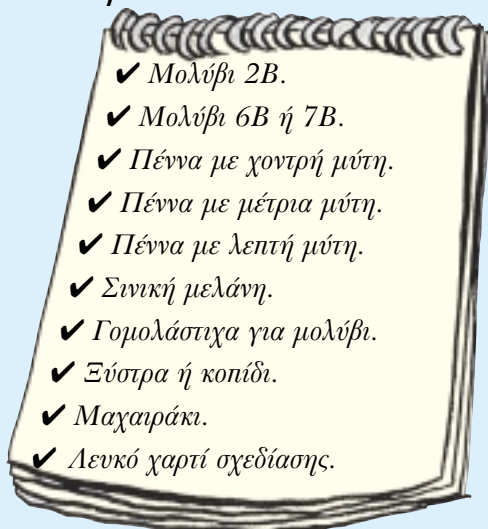 ✔ Μολύβι 2Β.
✔ Μολύβι 6Β ή 7Β.
✔ Πέννα με χοντρή μύτη.
✔ Πέννα με μέτρια μύτη.
✔ Πέννα με λεπτή μύτη.
✔ Σινική μελάνη.
✔ Γομολάστιχα για μολύβι.
✔ Ξύστρα ή κοπίδι.
✔ Μαχαιράκι.
✔ Λευκό χαρτί σχεδίασης.